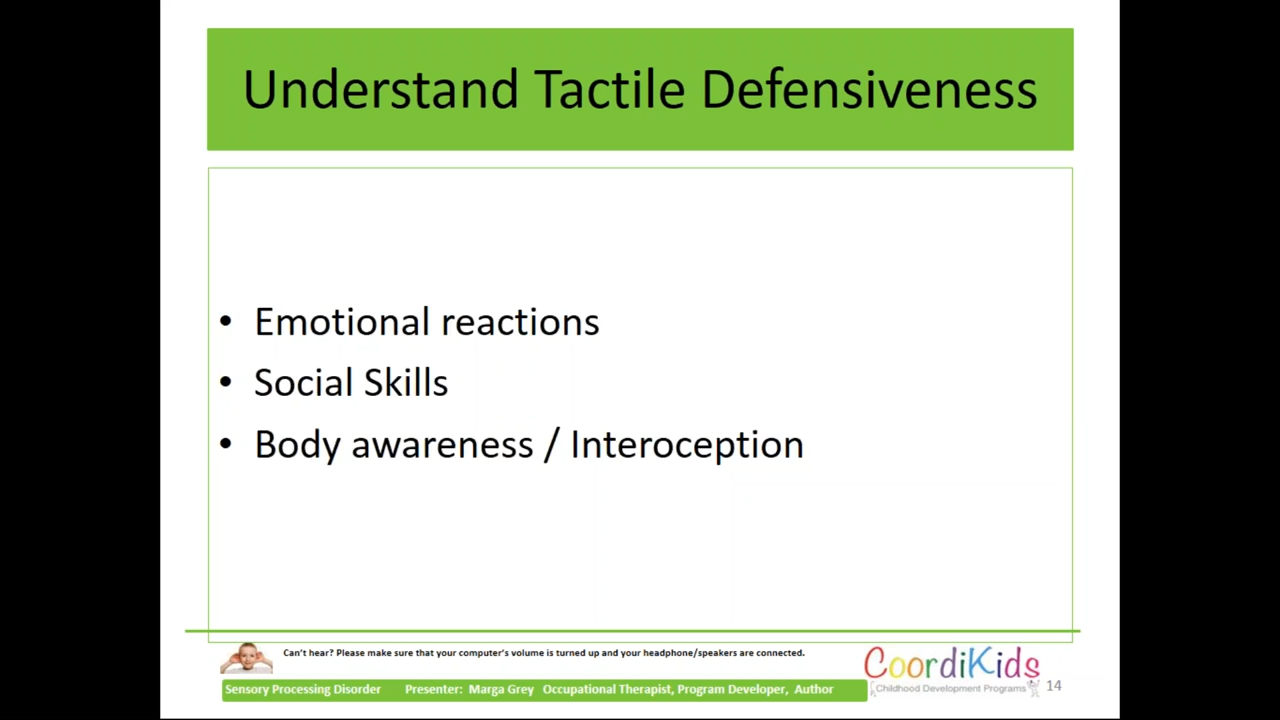 Understand Tactile Defensiveness
• Emotional reactions
• Social Skills
• Body awareness / Interoception
Can't hear? Please make sure that your computer's volume is turned up and your headphone/speakers are connected.
Sensory Processing Disorder Presenter: Marga Grey Occupational Therapist, Program Developer, Author
CoordiKids
Childhood Development Programs
14